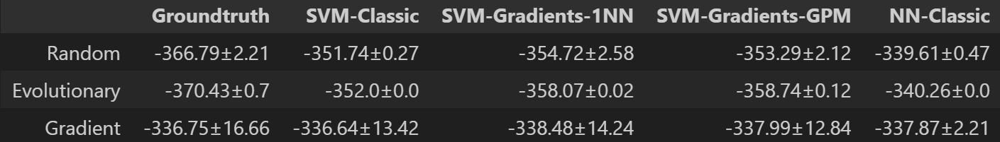 Groundtruth SVM-Classic SVM-Gradients-1NN SVM-Gradients-GPM NN-Classic
Random -366.79±2.21 -351.74±0.27 -354.72±2.58 -353.29±2.12 -339.61±0.47
Evolutionary -370.43±0.7 -352.0±0.0 -358.07±0.02 -358.74±0.12 -340.26±0.0
Gradient -336.75±16.66 -336.64±13.42 -338.48±14.24 -337.99±12.84 -337.87±2.21